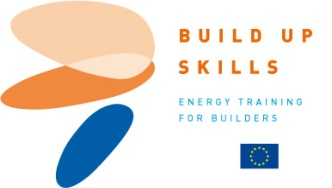 BUILD UP
SKILLS
ENERGY TRAINING
FOR BUILDERS